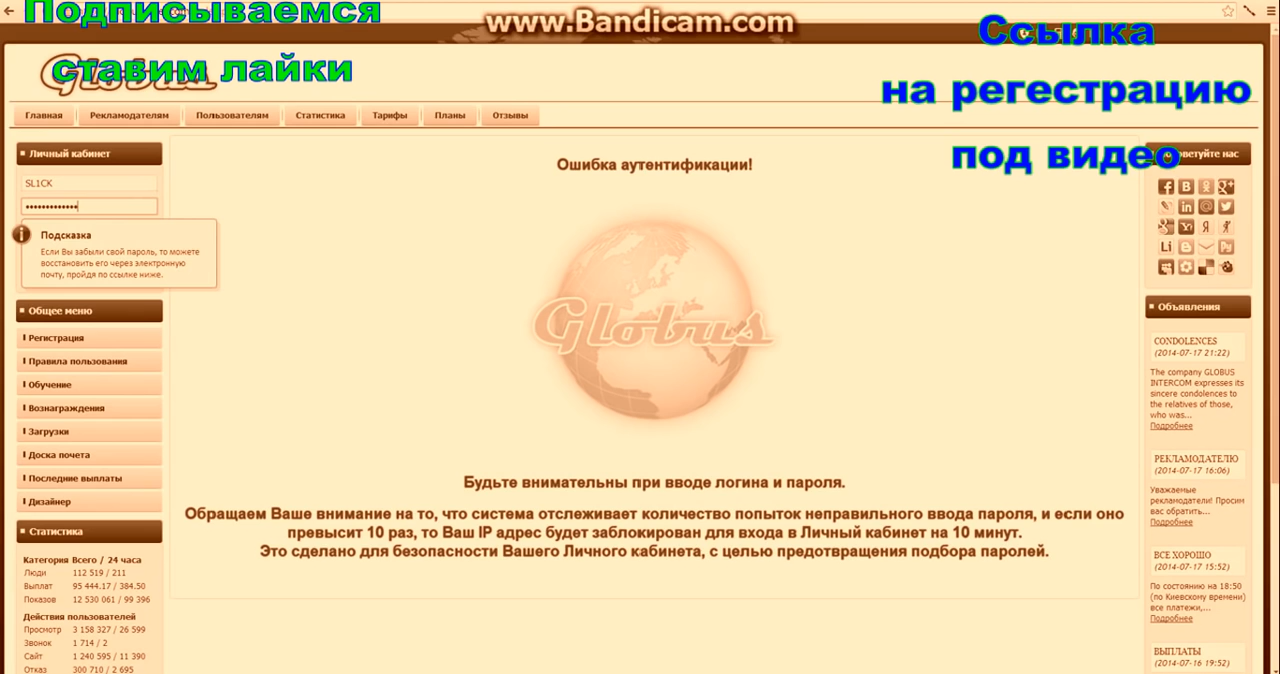 Подписываемся
www.Bandicam.com
Ссылка
ставим лайки
Globus
на регестрацию
под видео
Главная
Рекламодателям
Пользователям
Статистика
Тарифы
Планы
Отзывы
Личный кабинет
SL1CK
•••••••••••••
Подсказка
Если Вы забыли свой пароль, то можете
восстановить его через электронную
почту, пройдя по ссылке ниже.
Общее меню
Регистрация
Правила пользования
Обучение
Вознаграждения
Загрузки
Доска почета
Последние выплаты
Дизайнер
Статистика
Категория Всего / 24 часа
Люди 112 519 / 211
Выплат 95 444.17 / 384.50
Показов 12 530 061 / 99 396
Действия пользователей
Просмотр 3 158 327 / 26 599
Звонок 1 714 / 2
Сайт 1 240 595 / 11 390
Отказ 300 710 / 2 695
Ошибка аутентификации!
Globus
Будьте внимательны при вводе логина и пароля.
Обращаем Ваше внимание на то, что система отслеживает количество попыток неправильного ввода пароля, и если оно
превысит 10 раз, то Ваш IP адрес будет заблокирован для входа в Личный кабинет на 10 минут.
Это сделано для безопасности Вашего Личного кабинета, с целью предотвращения подбора паролей.
нас
Объявления
CONDOLENCES
(2014-07-17 21:22)
The company GLOBUS
INTERCOM expresses its
sincere condolences to
the relatives of those,
who was...
Подробнее
РЕКЛАМОДАТЕЛЮ
(2014-07-17 16:06)
Уважаемые
рекламодатели! Просим
вас обратить...
Подробнее
ВСЕ ХОРОШО
(2014-07-17 15:52)
По состоянию на 18:50
(по Киевскому времени)
все платежи,...
Подробнее
ВЫПЛАТЫ
(2014-07-16 19:52)